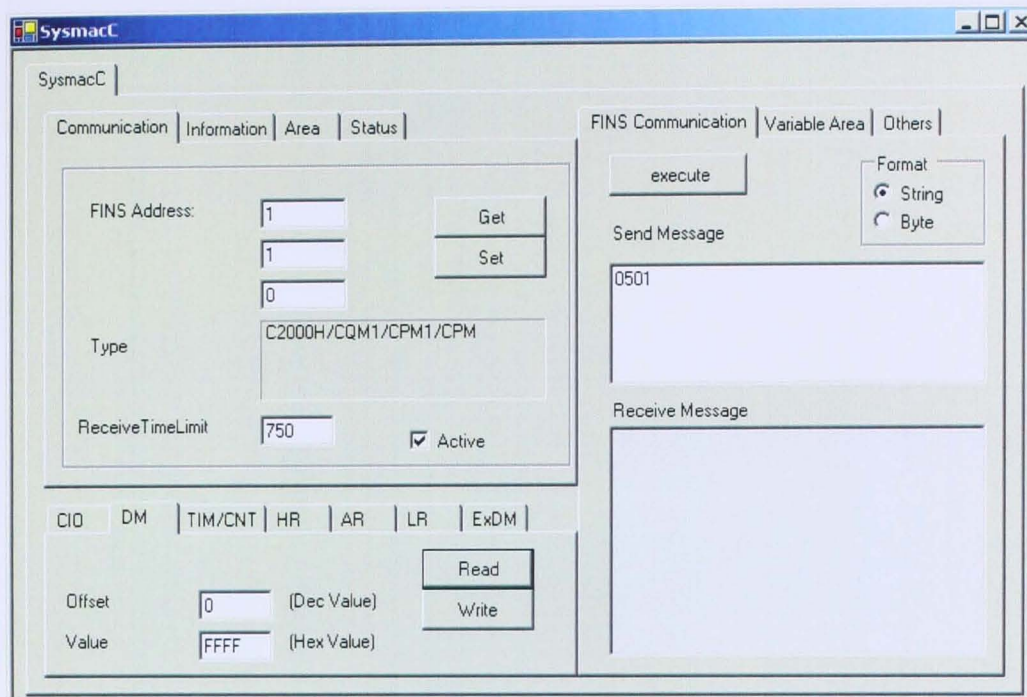 SysmacC
SysmacC
Communication Information Area Status
FINS Address:
1
1
0
Get
Set
Type
C2000H/CQM1/CPM1/CPM
ReceiveTimeLimit
750
Active
CIO DM TIM/CNT HR AR LR ExDM
Read
Write
Offset
0
(Dec Value)
Value
FFFF
(Hex Value)
FINS Communication Variable Area Others
execute
Format
String
Byte
Send Message
0501
Receive Message